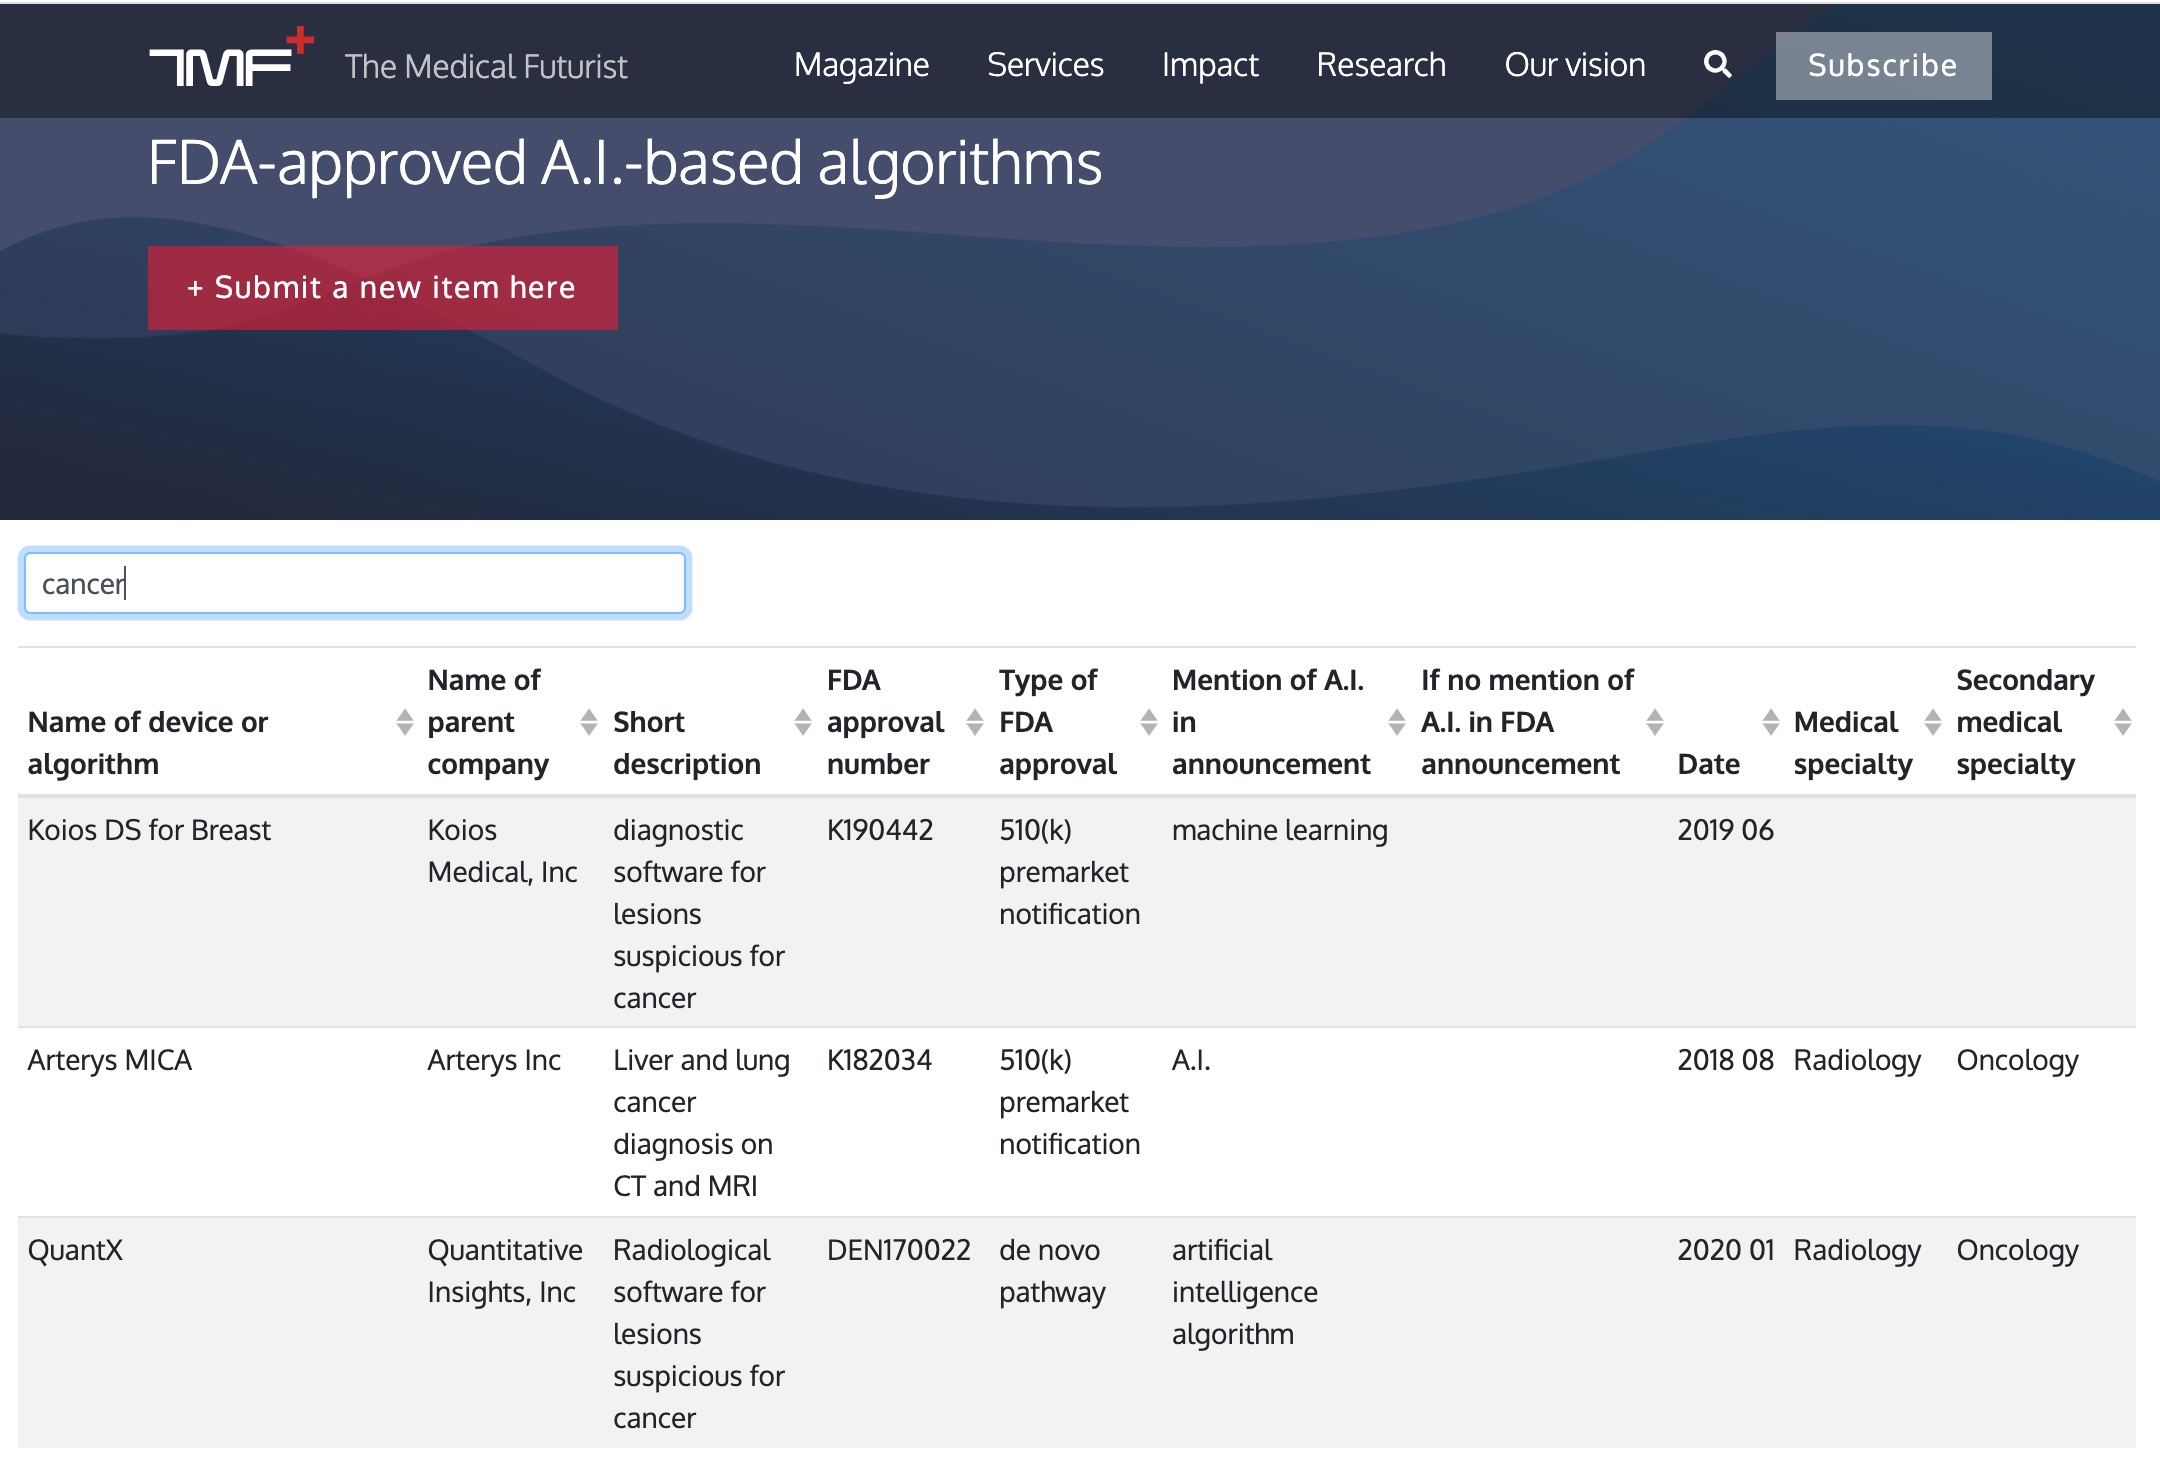 TMF+ The Medical Futurist Magazine Services Impact Research Our vision Subscribe
FDA-approved A.I.-based algorithms
+ Submit a new item here
cancer
Name of device or algorithm
Name of parent company
Short description
FDA approval number
Type of FDA approval
Mention of A.I. in announcement
If no mention of A.I. in FDA announcement
Date
Medical specialty
Secondary medical specialty
Koios DS for Breast
Koios Medical, Inc
diagnostic software for lesions suspicious for cancer
K190442
510(k) premarket notification
machine learning
2019 06
Arterys MICA
Arterys Inc
Liver and lung cancer diagnosis on CT and MRI
K182034
510(k) premarket notification
A.I.
2018 08
Radiology
Oncology
QuantX
Quantitative Insights, Inc
Radiological software for lesions suspicious for cancer
DEN170022
de novo pathway
artificial intelligence algorithm
2020 01
Radiology
Oncology